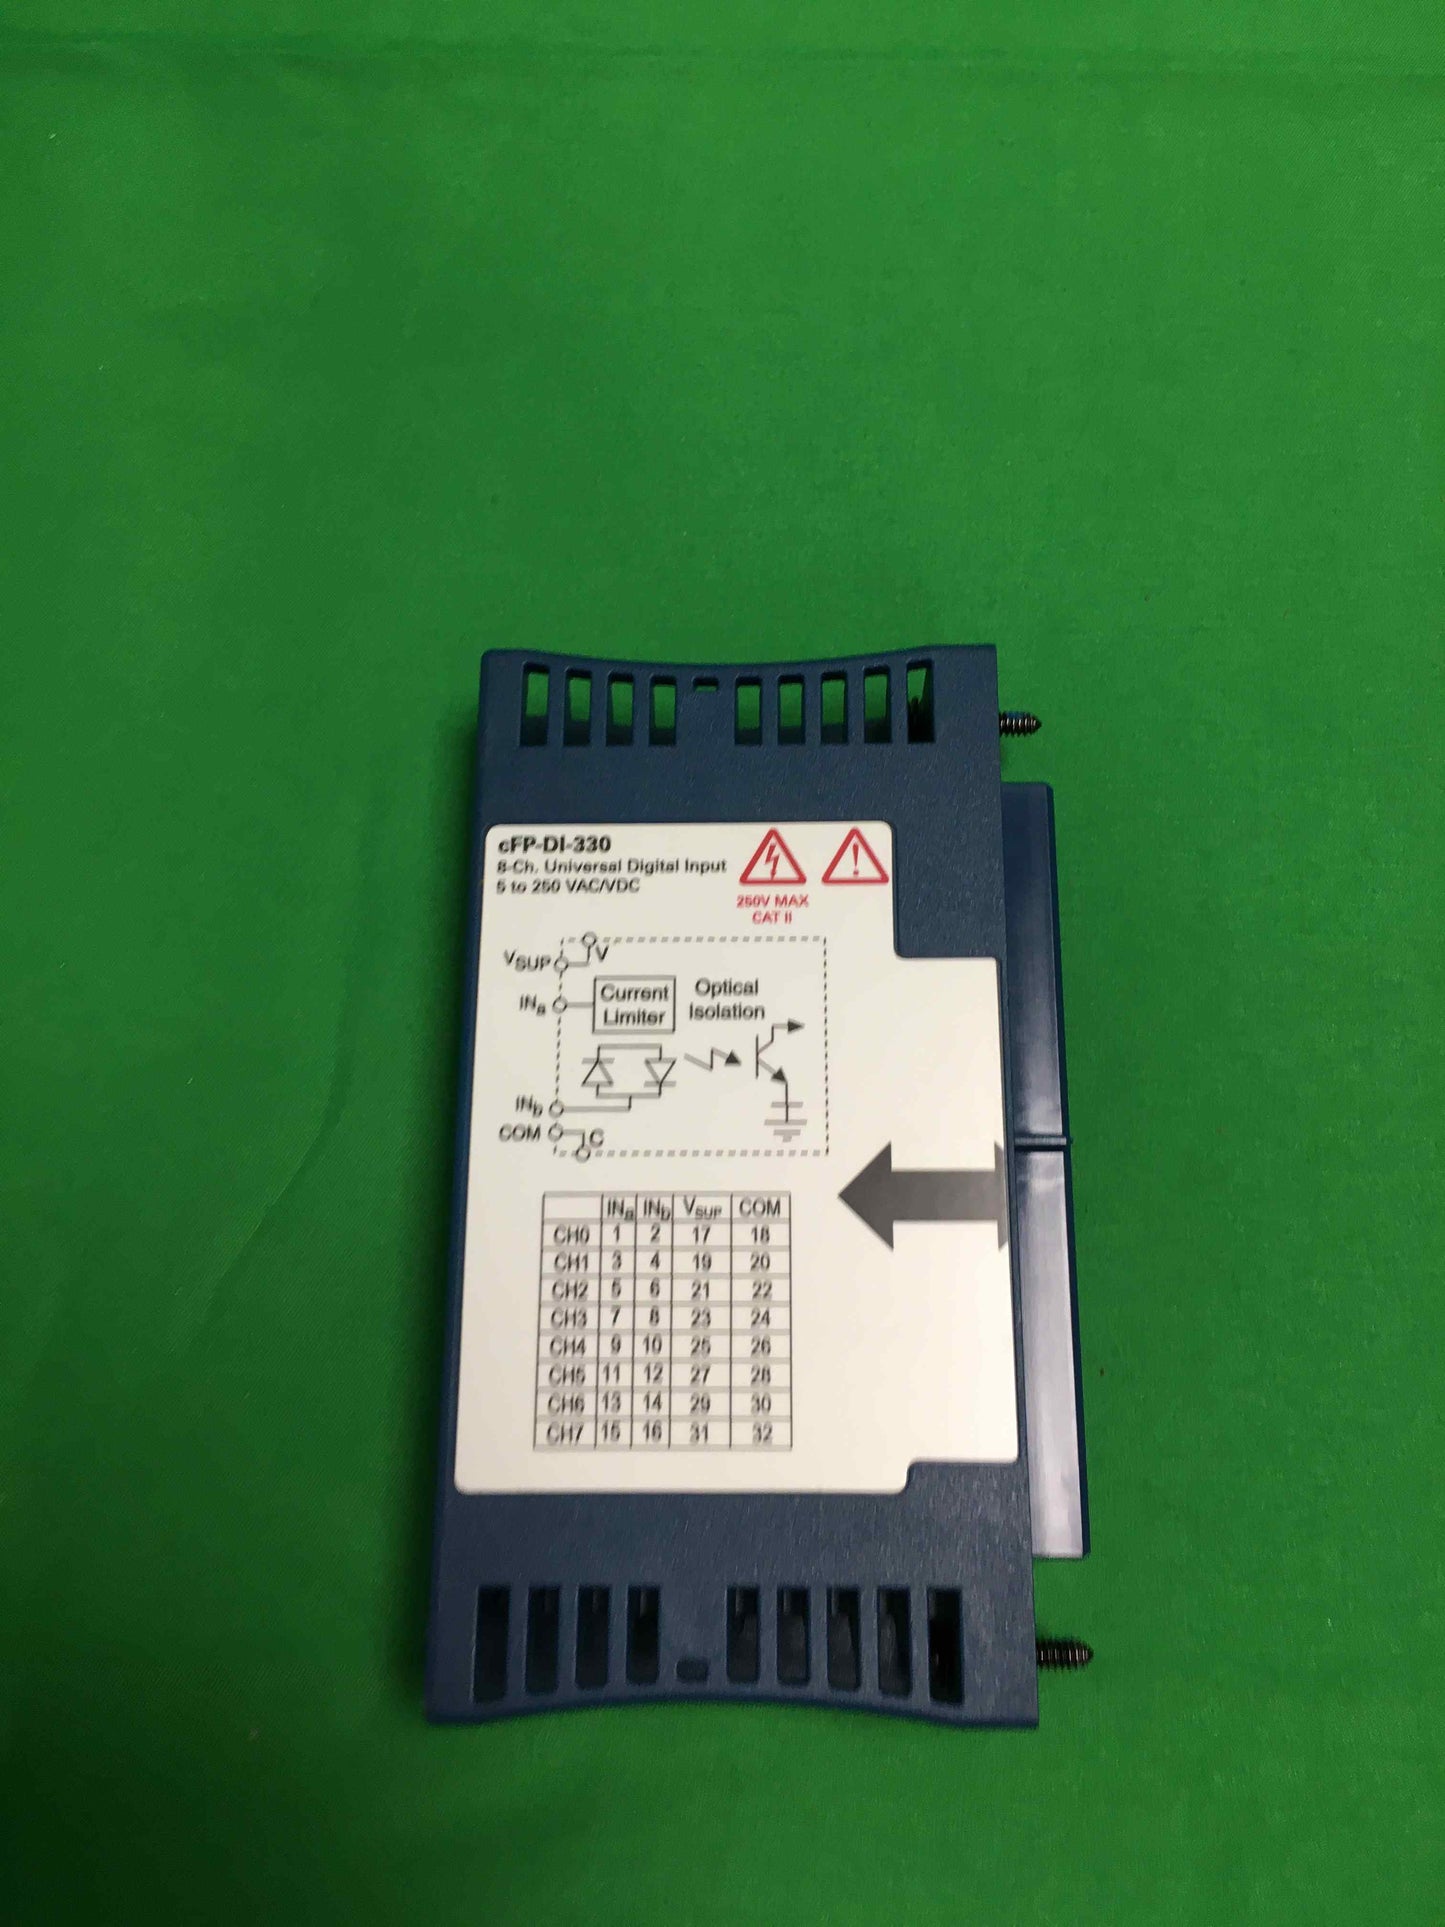 cFP-DI-330
8-Ch. Universal Digital Input
5 to 250 VAC/VDC
250V MAX
CAT II
VSUP
V
INa
Current
Limiter
Optical
Isolation
INb
COM
C
INa INb VSUP COM
CH0 1 2 17 18
CH1 3 4 19 20
CH2 5 6 21 22
CH3 7 8 23 24
CH4 9 10 25 26
CH5 11 12 27 28
CH6 13 14 29 30
CH7 15 16 31 32